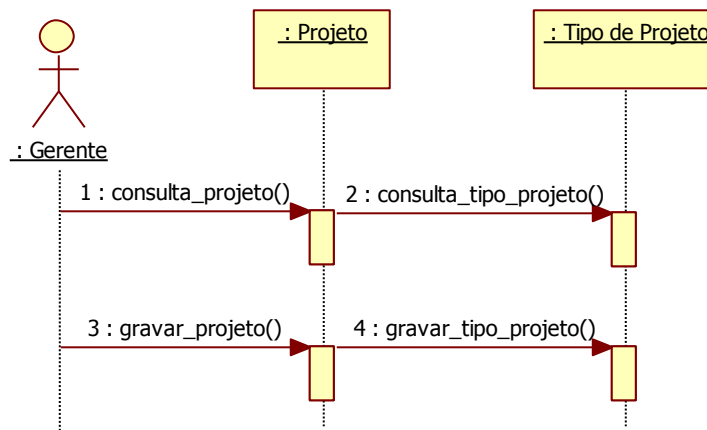 : Projeto
: Tipo de Projeto
: Gerente
1 : consulta_projeto()
2 : consulta_tipo_projeto()
3 : gravar_projeto()
4 : gravar_tipo_projeto()